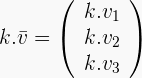 k.v̄ = ( k.v₁
k.v₂
k.v₃ )